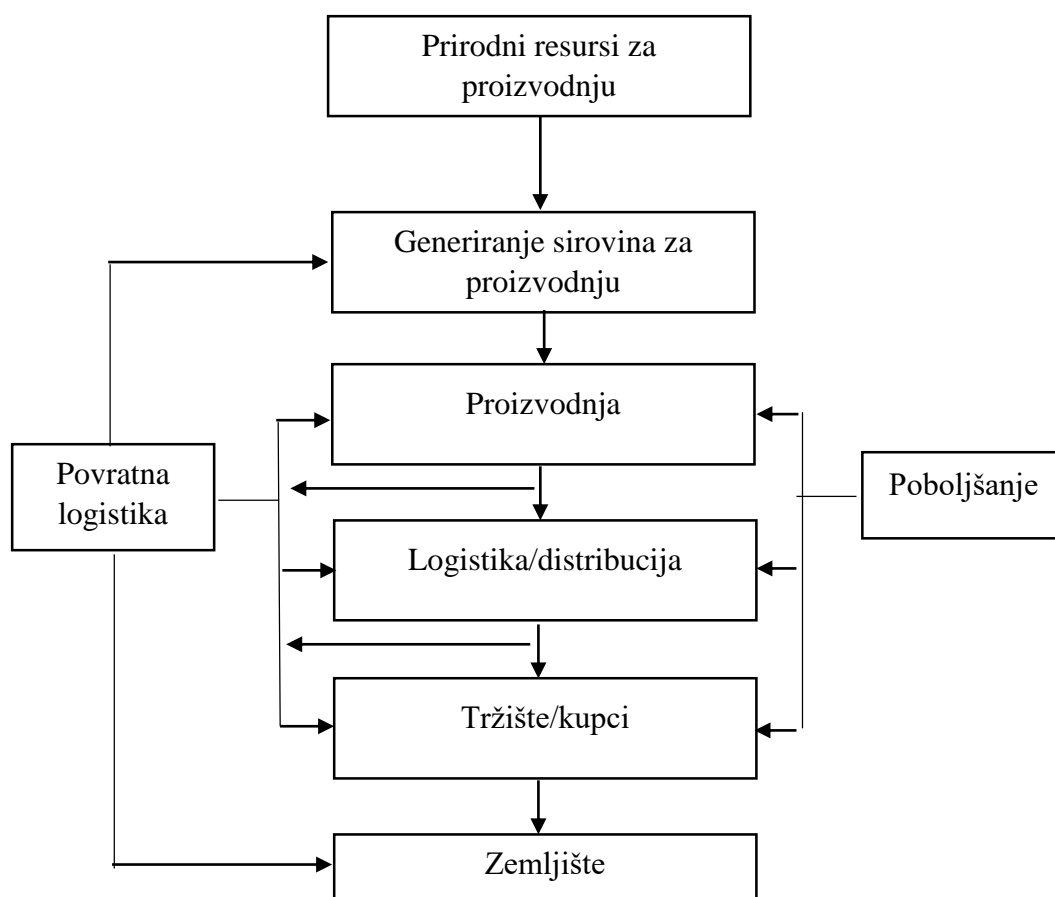 Prirodni resursi za
proizvodnju
Generiranje sirovina za
proizvodnju
Proizvodnja
Povratna
logistika
Poboljšanje
Logistika/distribucija
Tržište/kupci
Zemljište